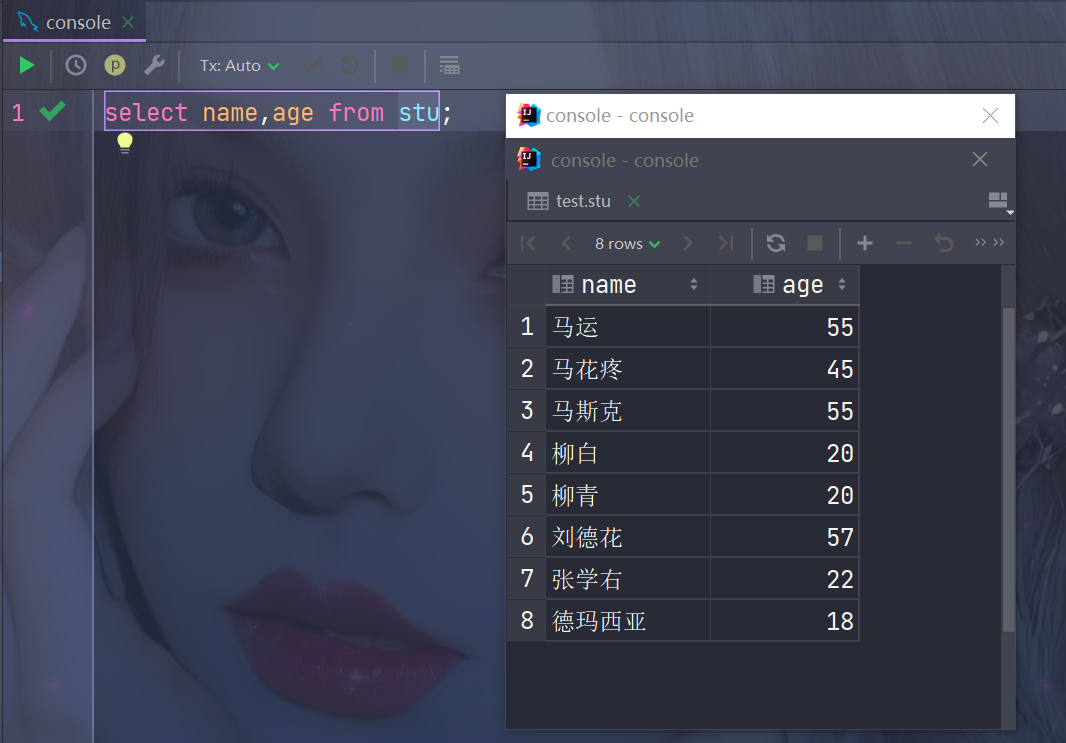 console
Tx: Auto
1 select name,age from stu;
console - console
console - console
test.stu
8 rows
name age
1 马运 55
2 马花疼 45
3 马斯克 55
4 柳白 20
5 柳青 20
6 刘德花 57
7 张学右 22
8 德玛西亚 18